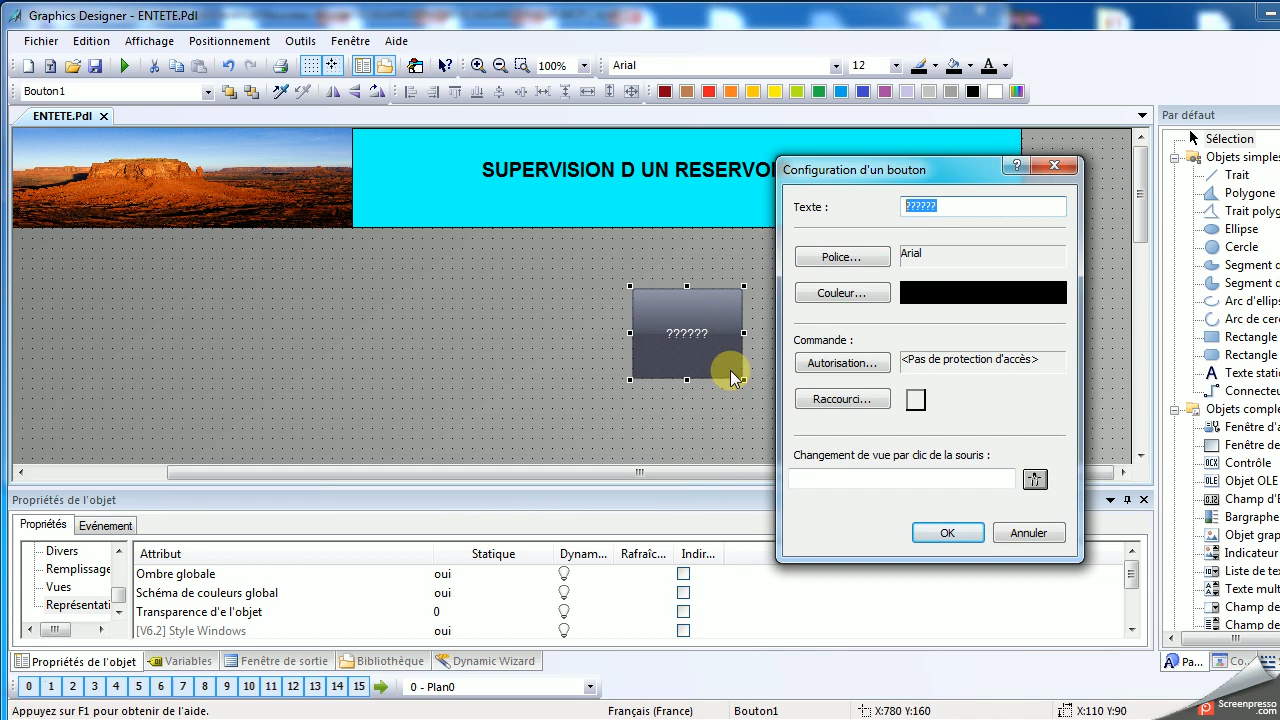 Graphics Designer - ENTETE.Pdl
Fichier Edition Affichage Positionnement Outils Fenêtre Aide
100% Arial 12
Bouton1
ENTETE.Pdl
Par défaut
SUPERVISION D UN RESERVO
Configuration d'un bouton
Texte : ??????
Police... Arial
Couleur...
Commande :
Autorisation... <Pas de protection d'accès>
Raccourci...
Changement de vue par clic de la souris :
OK Annuler
??????
Sélection
Objets simples
Trait
Polygone
Trait polyg
Ellipse
Cercle
Segment d
Segment d
Arc d'ellips
Arc de cerc
Rectangle
Rectangle
Texte stati
Connecteu
Objets comple
Fenêtre d'a
Fenêtre de
Contrôle
Objet OLE
Champ d'E
Bargraphe
Objet grap
Indicateur
Liste de tex
Texte mult
Champ de
Champ de
Propriétés de l'objet
Propriétés Evénement
Divers
Remplissage
Vues
Représentati
Attribut Statique Dynam... Rafraîc... Indir...
Ombre globale oui
Schéma de couleurs global oui
Transparence d'e l'objet 0
[V6.2] Style Windows oui
Propriétés de l'objet Variables Fenêtre de sortie Bibliothèque Dynamic Wizard
Pa... Co...
0 1 2 3 4 5 6 7 8 9 10 11 12 13 14 15 0 - Plan0
Appuyez sur F1 pour obtenir de l'aide. Français (France) Bouton1 X:780 Y:160 X:110 Y:90
Screenpresso
.com